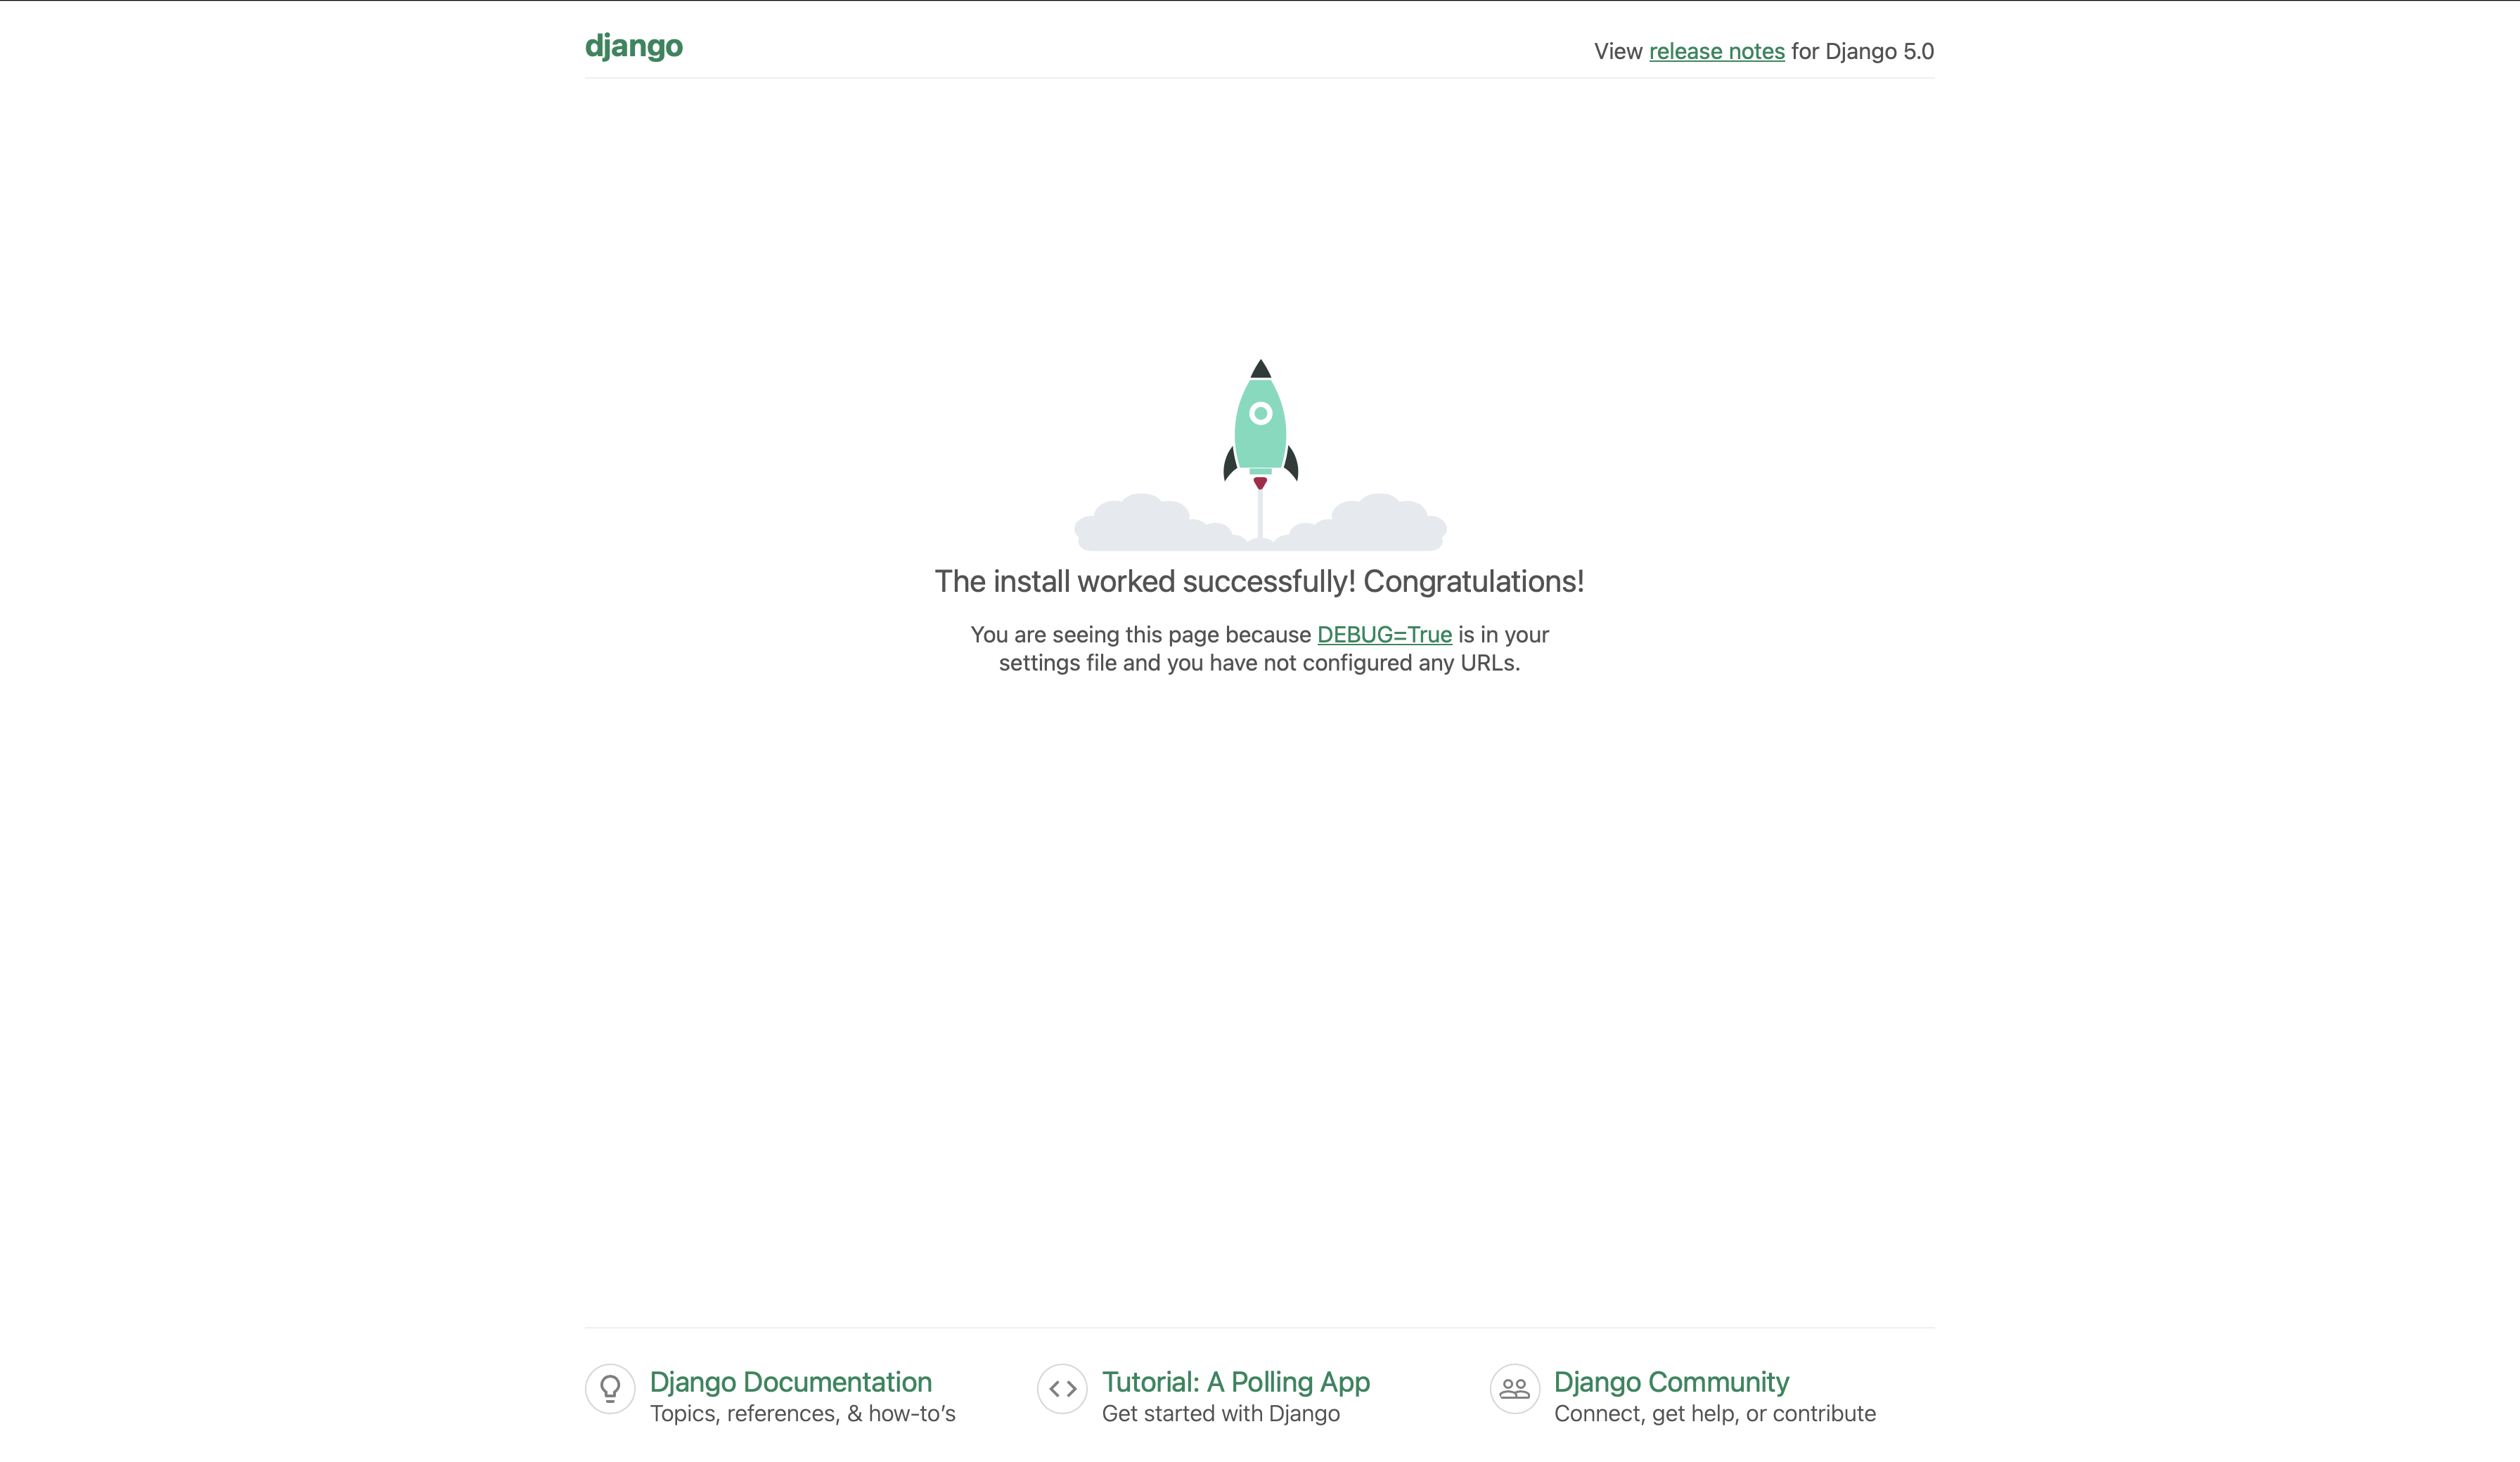 django
View release notes for Django 5.0
The install worked successfully! Congratulations!
You are seeing this page because DEBUG=True is in your
settings file and you have not configured any URLs.
Django Documentation
Topics, references, & how-to’s
Tutorial: A Polling App
Get started with Django
Django Community
Connect, get help, or contribute